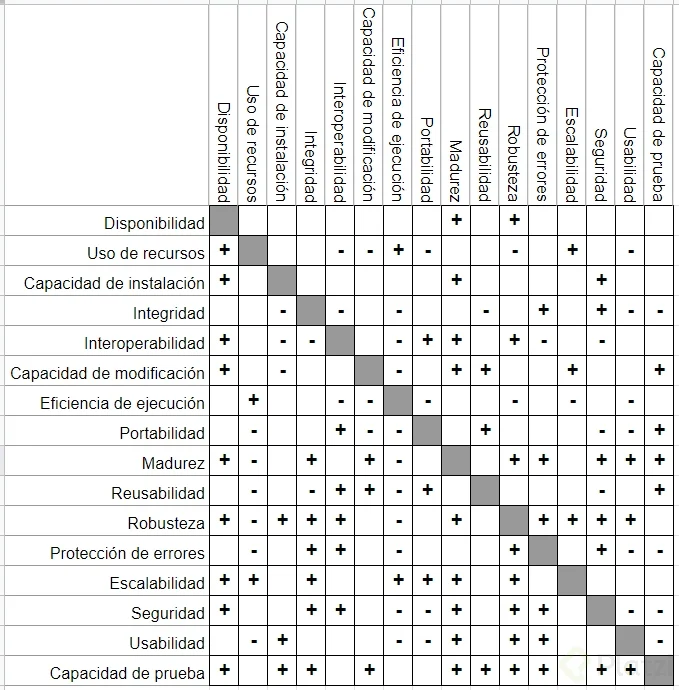 Disponibilidad
Uso de recursos
Capacidad de instalación
Integridad
Interoperabilidad
Capacidad de modificación
Eficiencia de ejecución
Portabilidad
Madurez
Reusabilidad
Robusteza
Protección de errores
Escalabilidad
Seguridad
Usabilidad
Capacidad de prueba
Disponibilidad + +
Uso de recursos + - - + - - + -
Capacidad de instalación + + +
Integridad - - - - + + - -
Interoperabilidad + - - - + + + - -
Capacidad de modificación + - - + + + +
Eficiencia de ejecución + - - - - - -
Portabilidad - + - - + - - +
Madurez + - + + - + + + + +
Reusabilidad - - + + - + - +
Robusteza + - + + + - + + + + +
Protección de errores - + + - + + - -
Escalabilidad + + + + + + +
Seguridad + + + - - + + + - -
Usabilidad - + - - + + + -
Capacidad de prueba + + + + + + + + + +